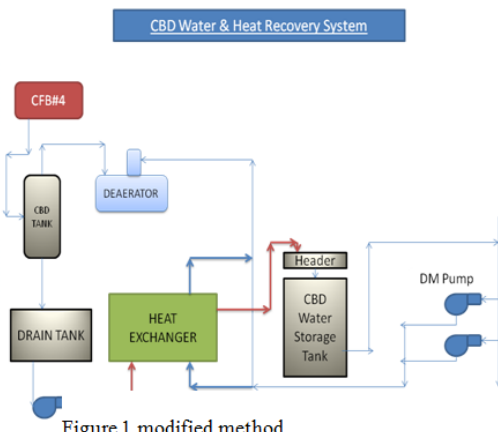 CBD Water & Heat Recovery System
CFB#4
CBD
TANK
DEAERATOR
Header
DM Pump
DRAIN TANK
HEAT
EXCHANGER
CBD
Water
Storage
Tank
Figure 1 modified method